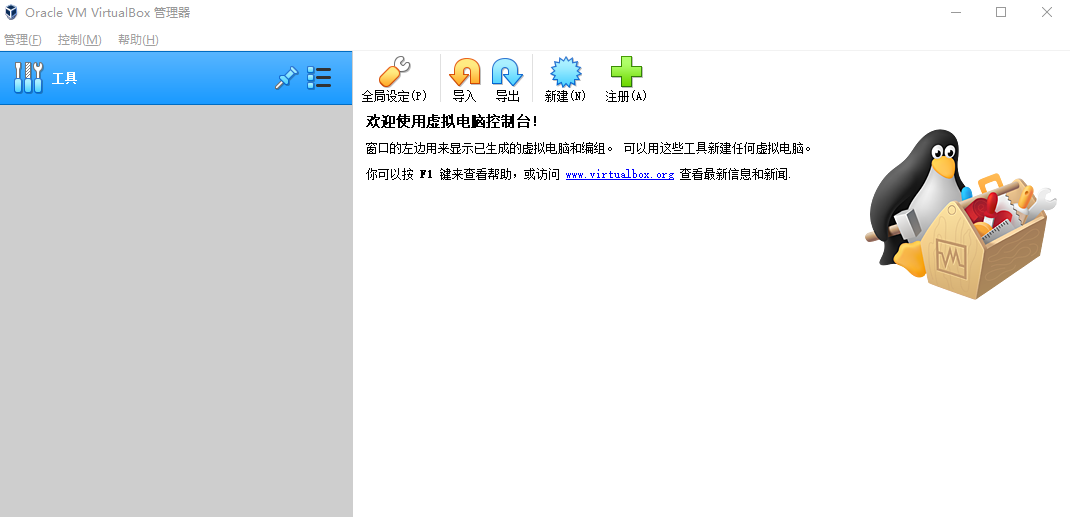 Oracle VM VirtualBox 管理器
管理(F) 控制(M) 帮助(H)
工具
全局设定(P) 导入 导出 新建(N) 注册(A)
欢迎使用虚拟电脑控制台!
窗口的左边用来显示已生成的虚拟电脑和编组。 可以用这些工具新建任何虚拟电脑。
你可以按 F1 键来查看帮助，或访问 www.virtualbox.org 查看最新信息和新闻.